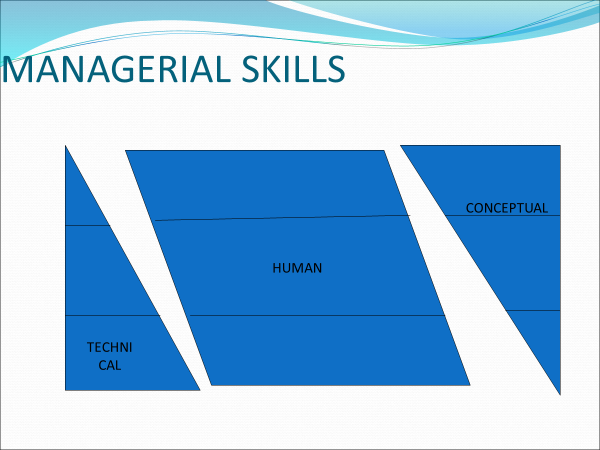 MANAGERIAL SKILLS
CONCEPTUAL
HUMAN
TECHNI
CAL